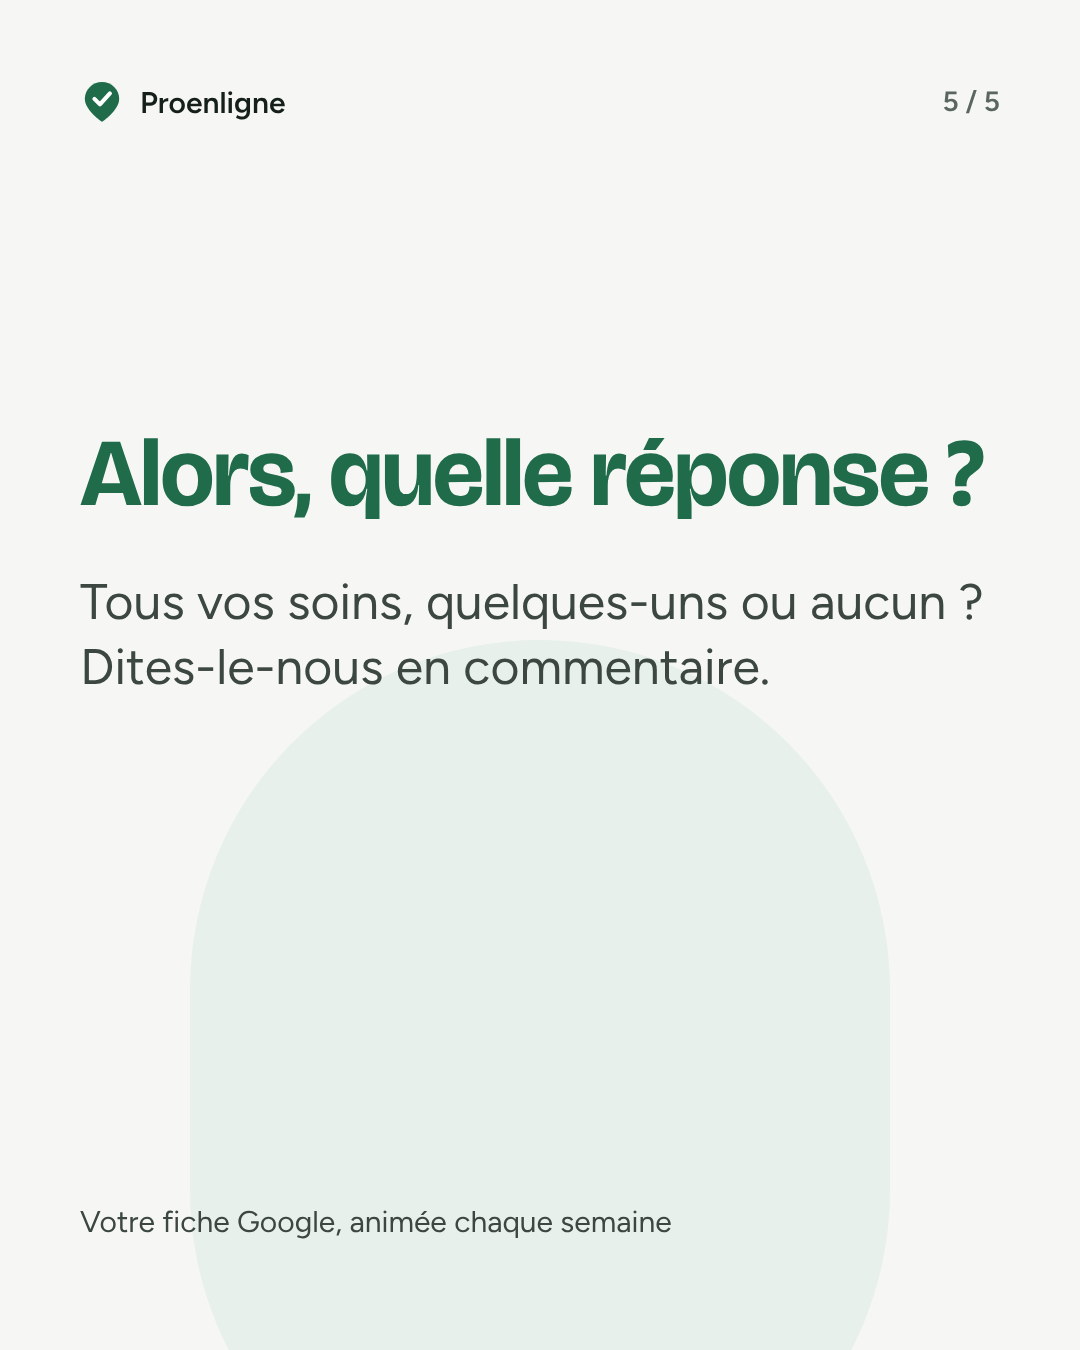 Proenligne
5 / 5
Alors, quelle réponse ?
Tous vos soins, quelques-uns ou aucun ?
Dites-le-nous en commentaire.
Votre fiche Google, animée chaque semaine